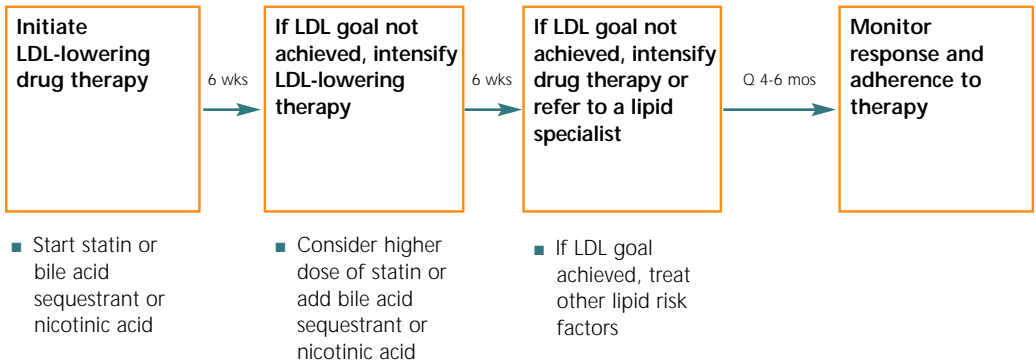 Initiate
LDL-lowering
drug therapy
6 wks
If LDL goal not
achieved, intensify
LDL-lowering
therapy
6 wks
If LDL goal not
achieved, intensify
drug therapy or
refer to a lipid
specialist
Q 4-6 mos
Monitor
response and
adherence to
therapy
■ Start statin or
bile acid
sequestrant or
nicotinic acid
■ Consider higher
dose of statin or
add bile acid
sequestrant or
nicotinic acid
■ If LDL goal
achieved, treat
other lipid risk
factors